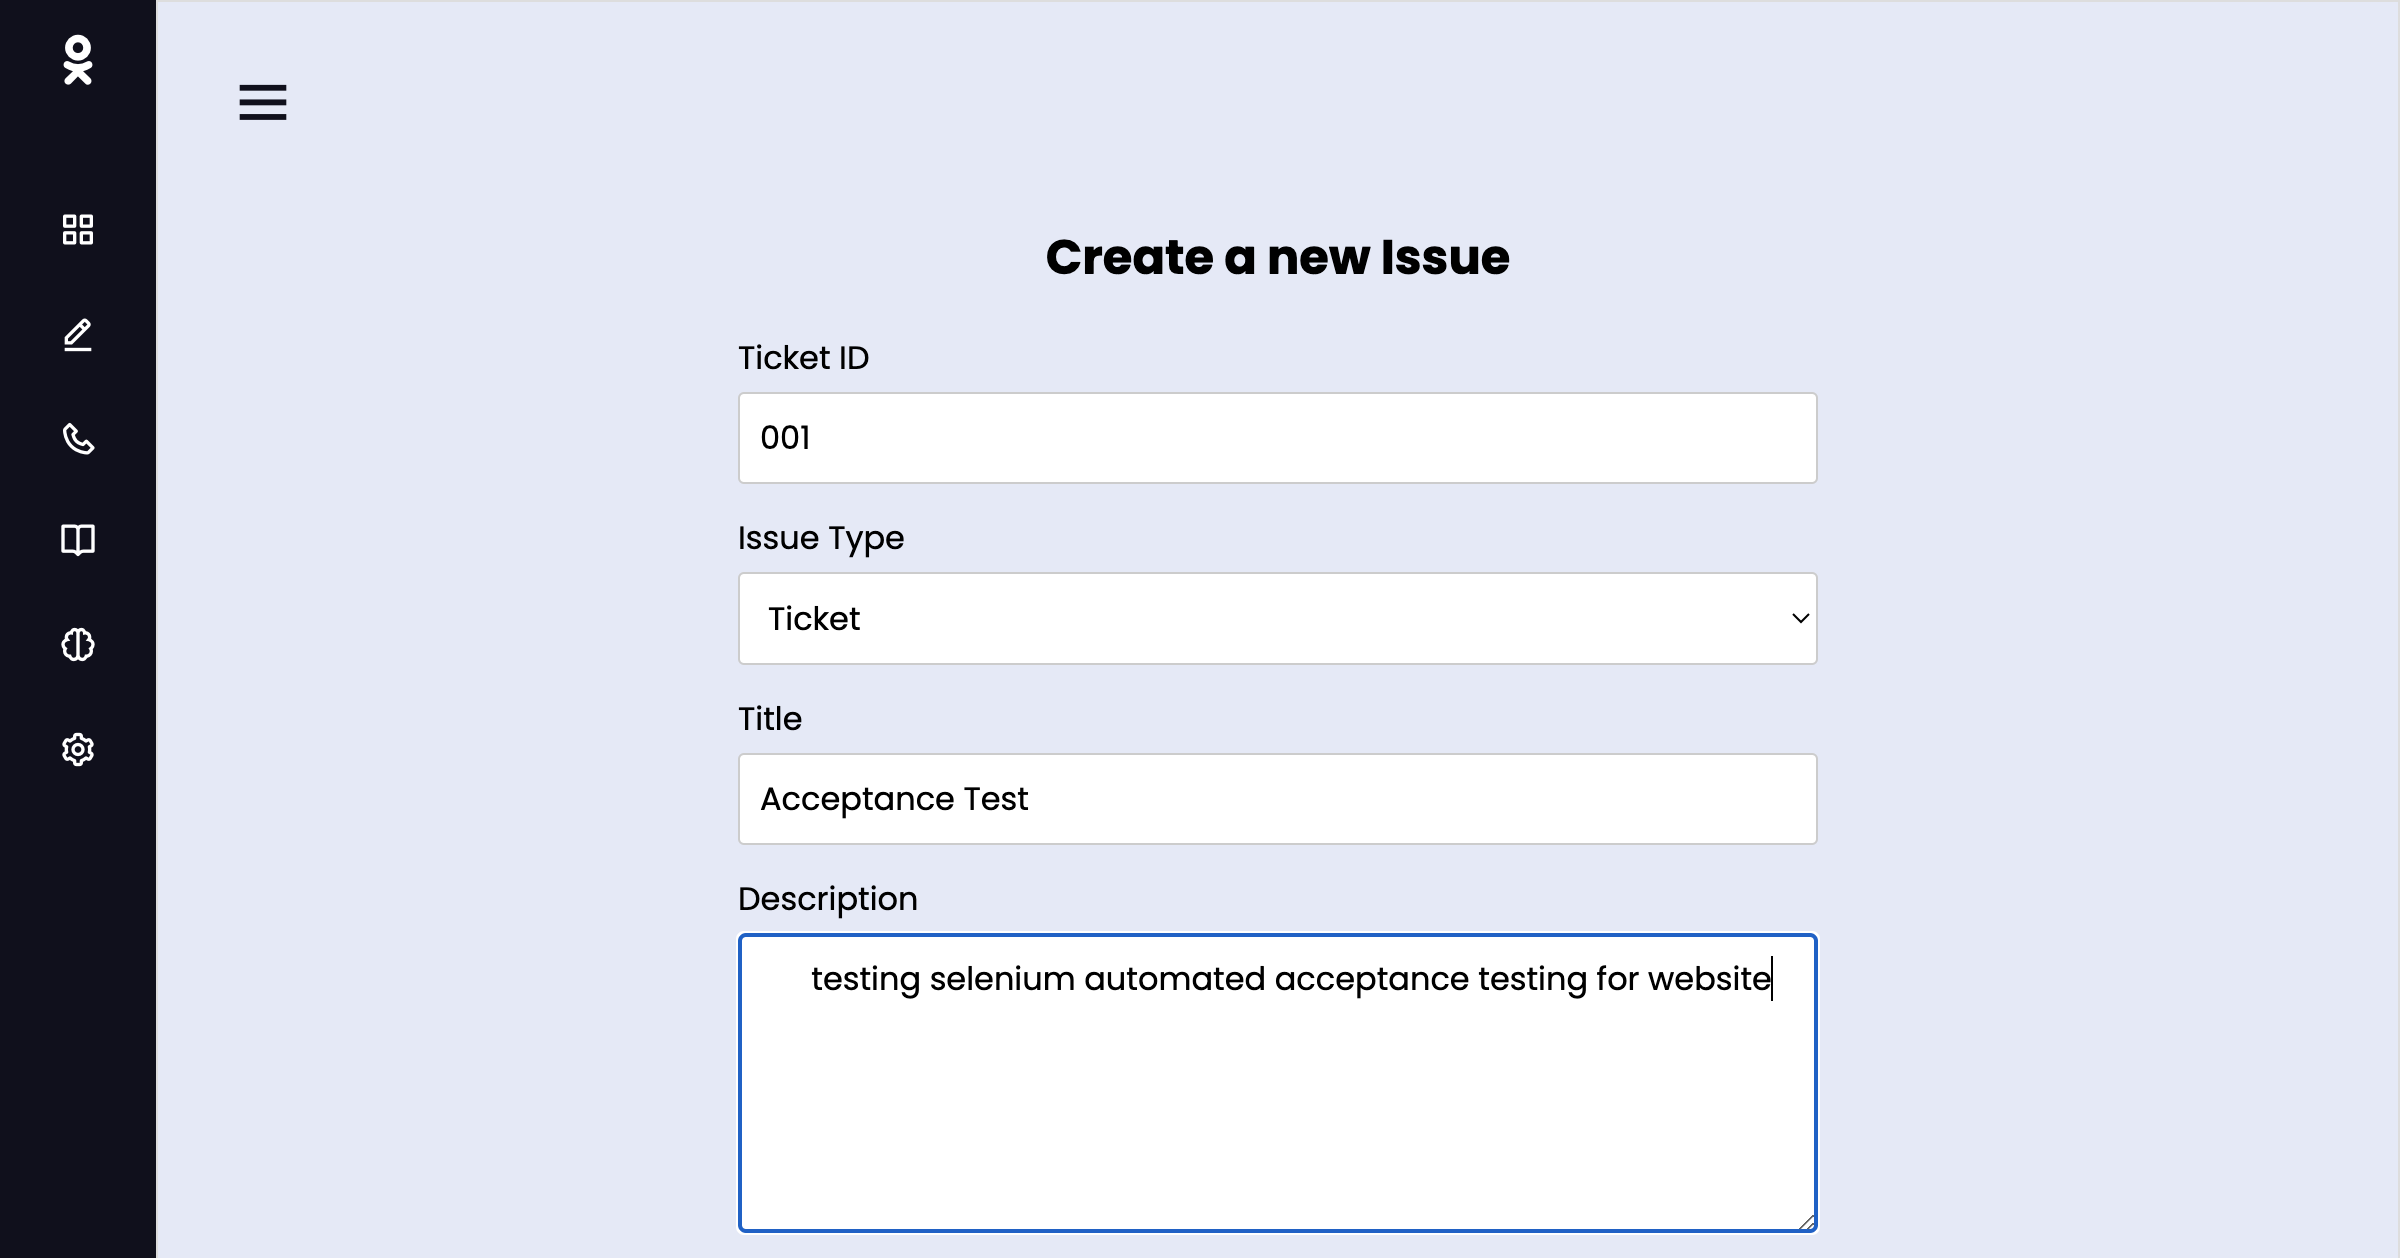 Create a new Issue
Ticket ID
001
Issue Type
Ticket
Title
Acceptance Test
Description
testing selenium automated acceptance testing for website